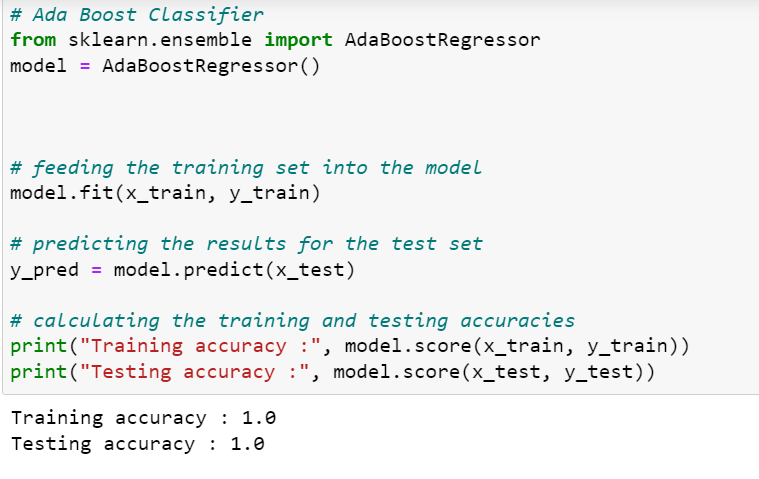 # Ada Boost Classifier
from sklearn.ensemble import AdaBoostRegressor
model = AdaBoostRegressor()
# feeding the training set into the model
model.fit(x_train, y_train)
# predicting the results for the test set
y_pred = model.predict(x_test)
# calculating the training and testing accuracies
print("Training accuracy :", model.score(x_train, y_train))
print("Testing accuracy :", model.score(x_test, y_test))
Training accuracy : 1.0
Testing accuracy : 1.0